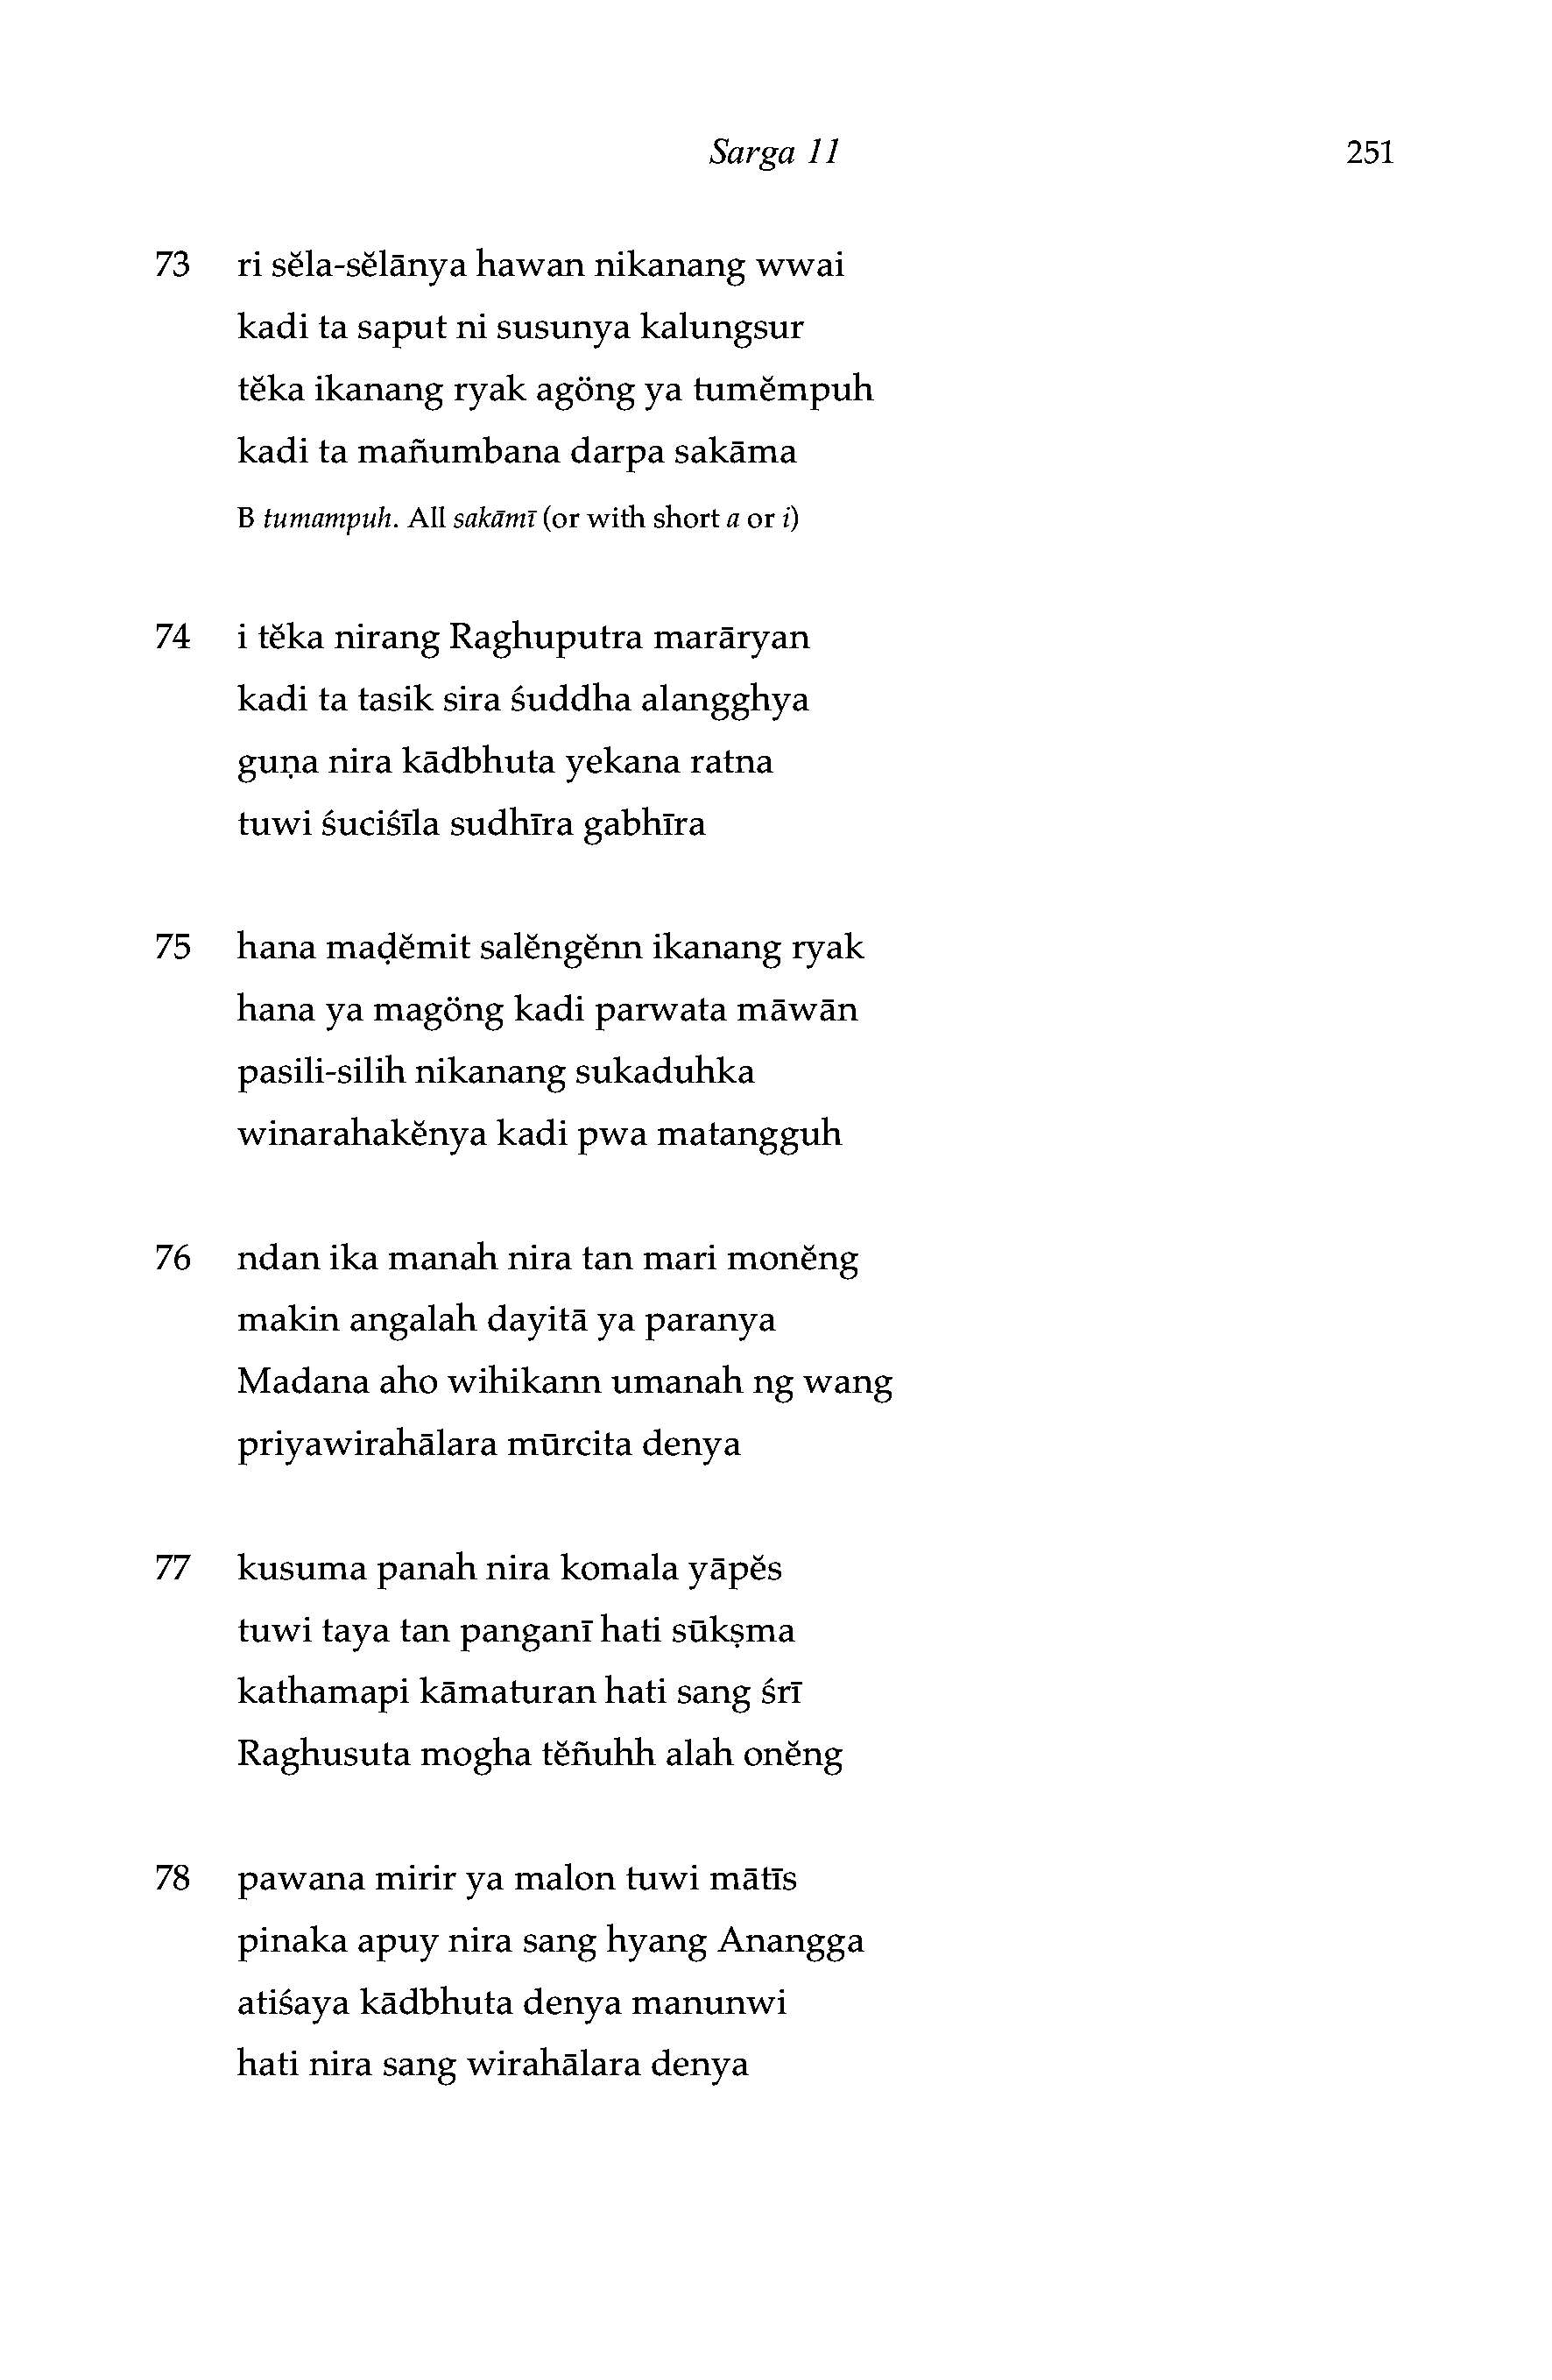 Sarga 11 251
73 ri sĕla-sĕlānya hawan nikanang wwai
kadi ta saput ni susunya kalungsur
tĕka ikanang ryak agöng ya tumĕmpuh
kadi ta mañumbana darpa sakāma
B tumampuh. All sakāmī (or with short a or i)
74 i tĕka nirang Raghuputra marāryan
kadi ta tasik sira śuddha alangghya
guṇa nira kādbhuta yekana ratna
tuwi śuciśīla sudhīra gabhīra
75 hana maḍĕmit salĕngĕnn ikanang ryak
hana ya magöng kadi parwata māwān
pasili-silih nikanang sukaduhka
winarahakĕnya kadi pwa matangguh
76 ndan ika manah nira tan mari monĕng
makin angalah dayitā ya paranya
Madana aho wihikann umanah ng wang
priyawirahālara mūrcita denya
77 kusuma panah nira komala yāpĕs
tuwi taya tan panganī hati sūkṣma
kathamapi kāmaturan hati sang śrī
Raghusuta mogha tĕñuhh alah onĕng
78 pawana mirir ya malon tuwi mātīs
pinaka apuy nira sang hyang Anangga
atiśaya kādbhuta denya manunwi
hati nira sang wirahālara denya